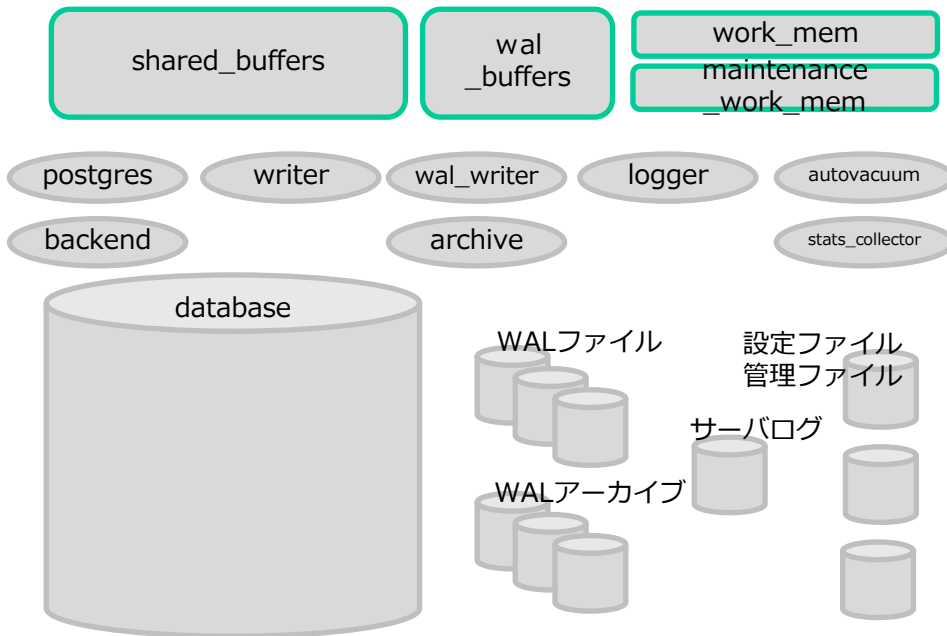 shared_buffers
wal
_buffers
work_mem
maintenance
_work_mem
postgres
writer
wal_writer
logger
autovacuum
backend
archive
stats_collector
database
WALファイル
設定ファイル
管理ファイル
サーバログ
WALアーカイブ